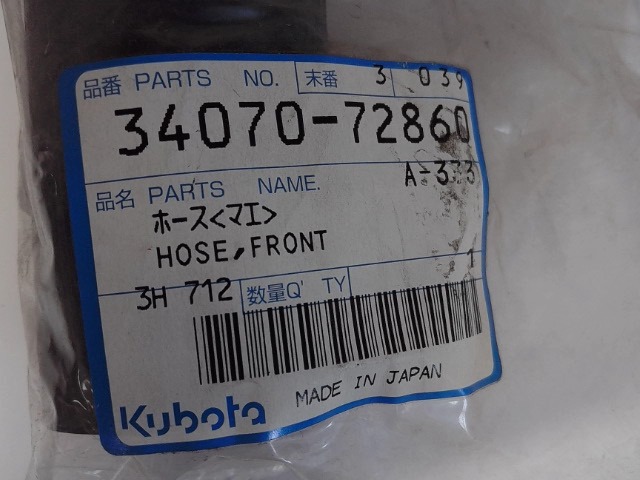 品番 PARTS NO. 末番 3 039
34070-72860
A-333
品名 PARTS NAME.
ホース<マエ>
HOSE,FRONT
3H 712 数量Q'TY 1
MADE IN JAPAN
Kubota